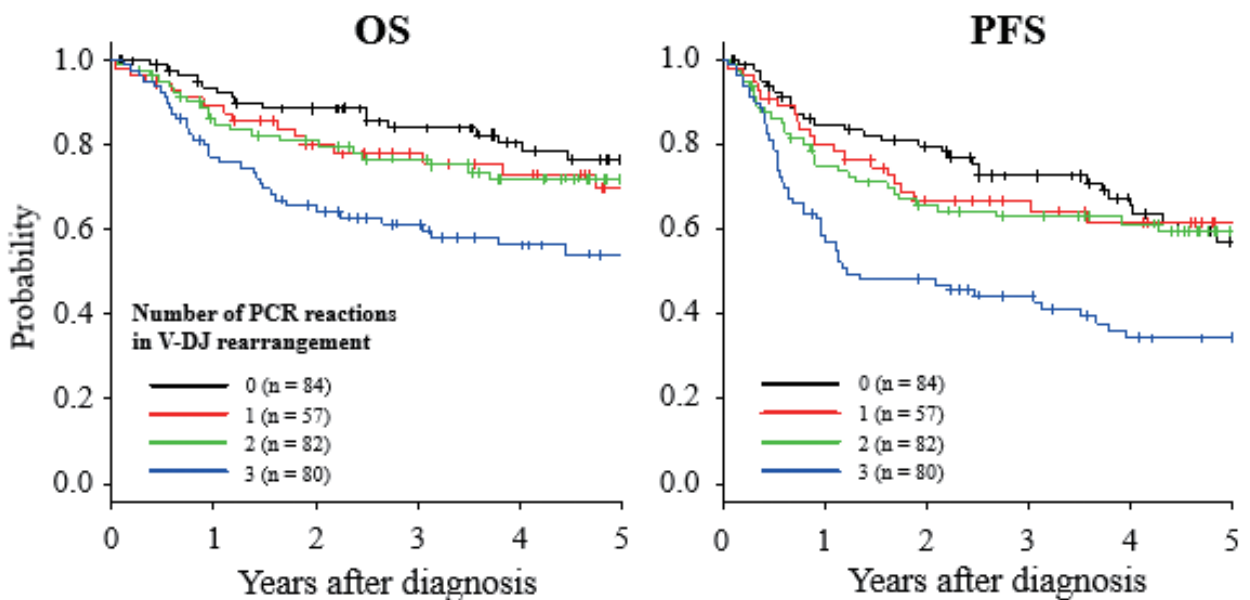 OS
Probability
1.0
0.8
0.6
0.4
0.2
0.0
Number of PCR reactions
in V-DJ rearrangement
0 (n = 84)
1 (n = 57)
2 (n = 82)
3 (n = 80)
0 1 2 3 4 5
Years after diagnosis
PFS
1.0
0.8
0.6
0.4
0.2
0.0
0 (n = 84)
1 (n = 57)
2 (n = 82)
3 (n = 80)
0 1 2 3 4 5
Years after diagnosis